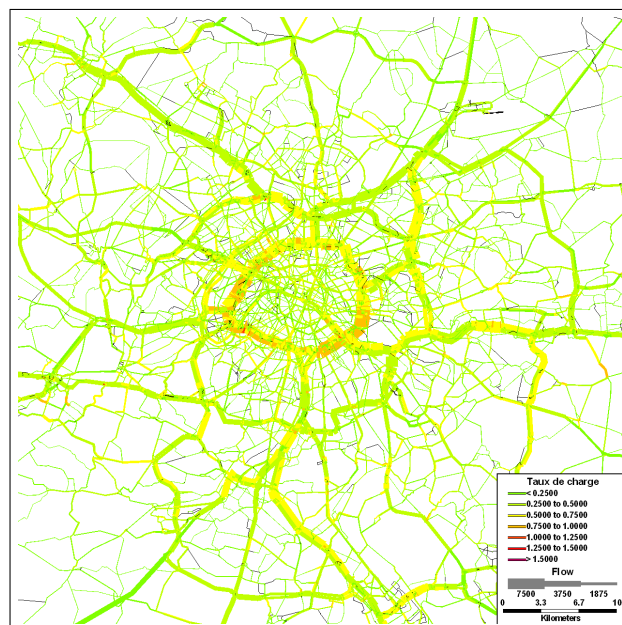 Taux de charge
< 0.2500
0.2500 to 0.5000
0.5000 to 0.7500
0.7500 to 1.0000
1.0000 to 1.2500
1.2500 to 1.5000
> 1.5000
Flow
7500 3750 1875
0 3.3 6.7 10
Kilometers